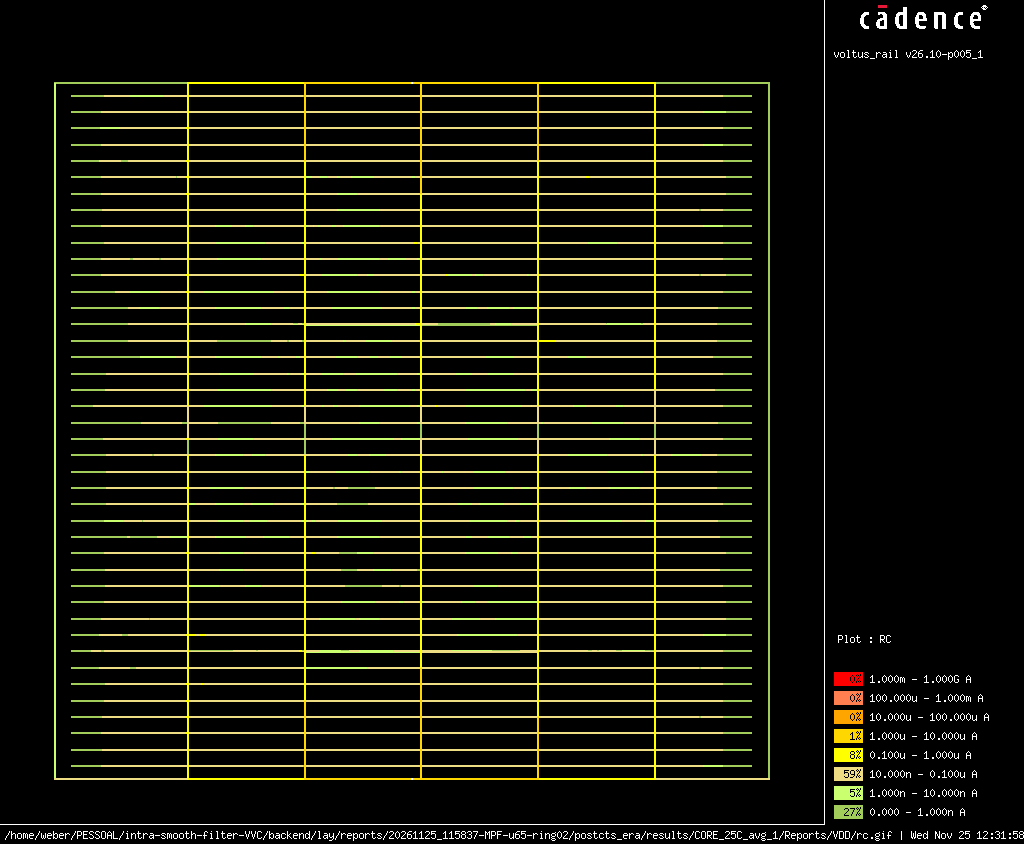 cādence®
voltus_rail v26.10-p005_1
Plot : RC
0% 1.000m - 1.000G A
0% 100.000u - 1.000m A
0% 10.000u - 100.000u A
1% 1.000u - 10.000u A
8% 0.100u - 1.000u A
59% 10.000n - 0.100u A
5% 1.000n - 10.000n A
27% 0.000 - 1.000n A
/home/weber/PESSOAL/intra-smooth-filter-VVC/backend/lay/reports/20261125_115837-MPF-u65-ring02/postcts_era/results/CORE_25C_avg_1/Reports/VDD/rc.gif | Wed Nov 25 12:31:58